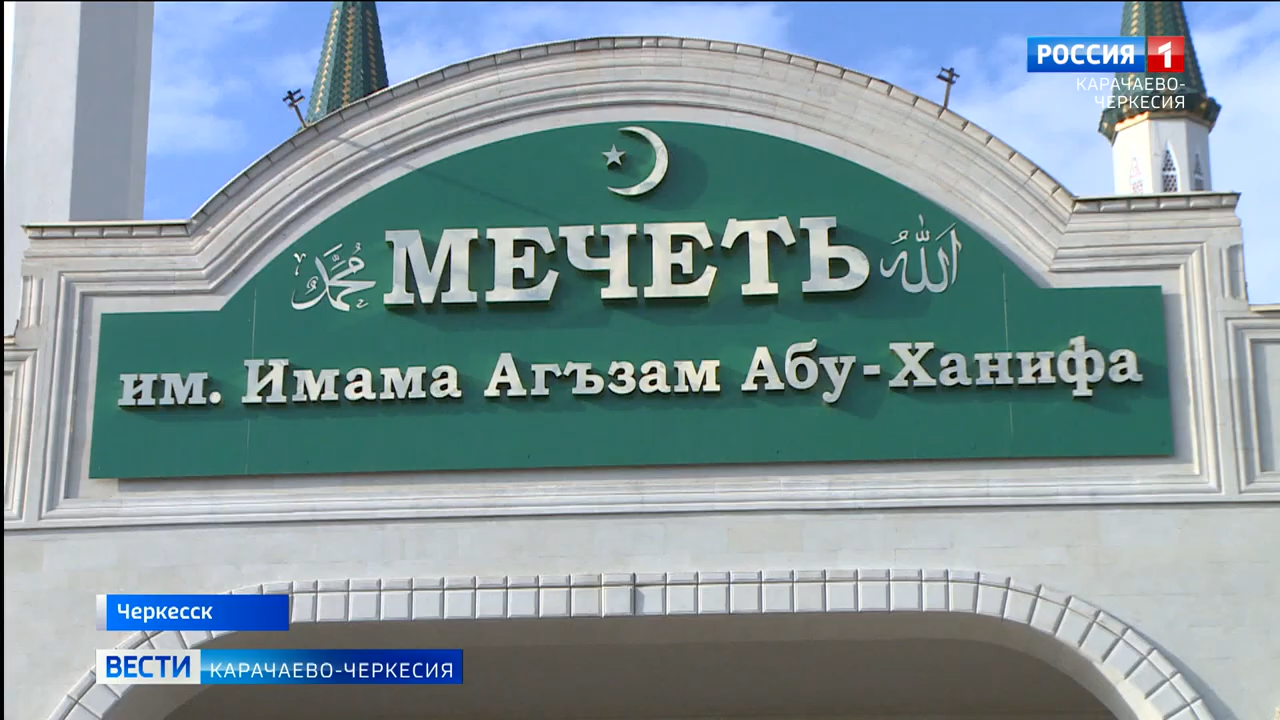 РОССИЯ 1
КАРАЧАЕВО-
ЧЕРКЕСИЯ
محمد МЕЧЕТЬ الله
им. Имама Агъзам Абу-Ханифа
Черкесск
ВЕСТИ КАРАЧАЕВО-ЧЕРКЕСИЯ